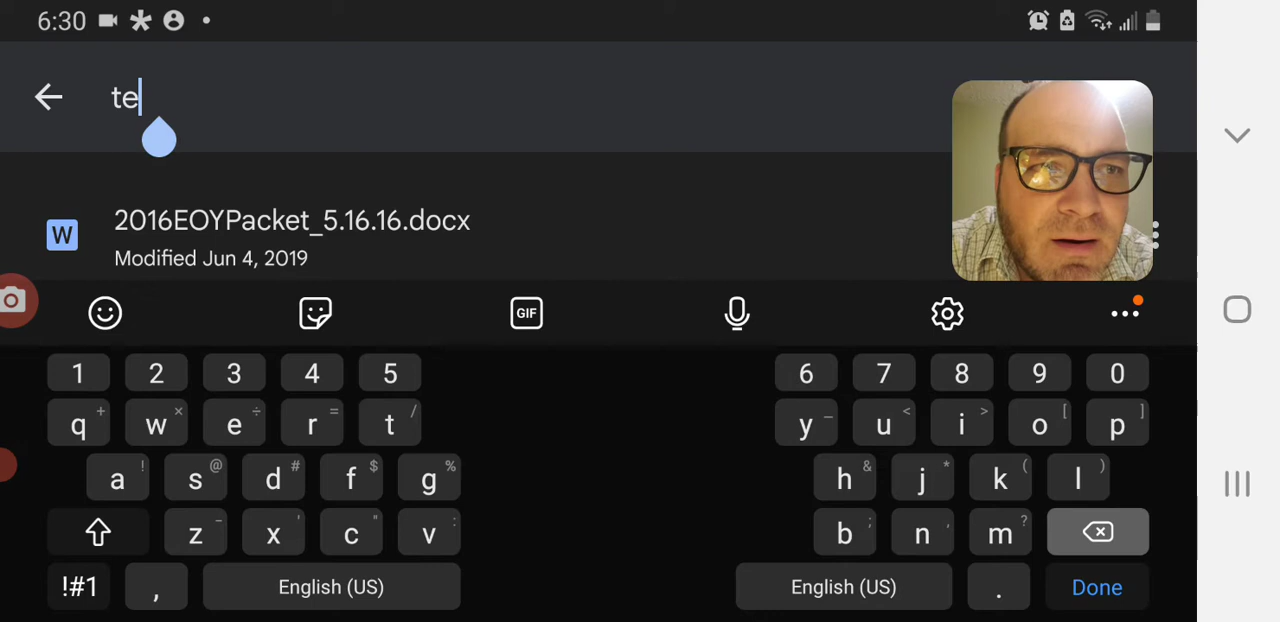 6:30
te
W 2016EOYPacket_5.16.16.docx
Modified Jun 4, 2019
GIF
1 2 3 4 5 6 7 8 9 0
q + w × e ÷ r = t / y _ u < i > o [ p ]
a ! s @ d # f $ g % h & j * k ( l )
z - x ' c " v : b ; n , m ?
!#1 , English (US) English (US) . Done